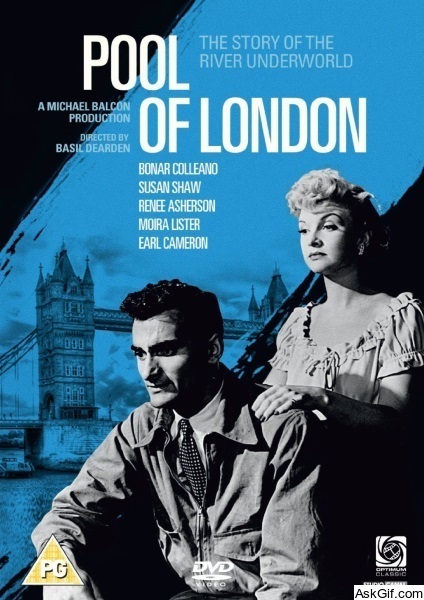 POOL
OF LONDON
THE STORY OF THE
RIVER UNDERWORLD
A MICHAEL BALCON
PRODUCTION
DIRECTED BY
BASIL DEARDEN
BONAR COLLEANO
SUSAN SHAW
RENEE ASHERSON
MOIRA LISTER
EARL CAMERON
PG
DVD
VIDEO
OPTIMUM
CLASSIC
STUDIOCANAL
AskGif.com